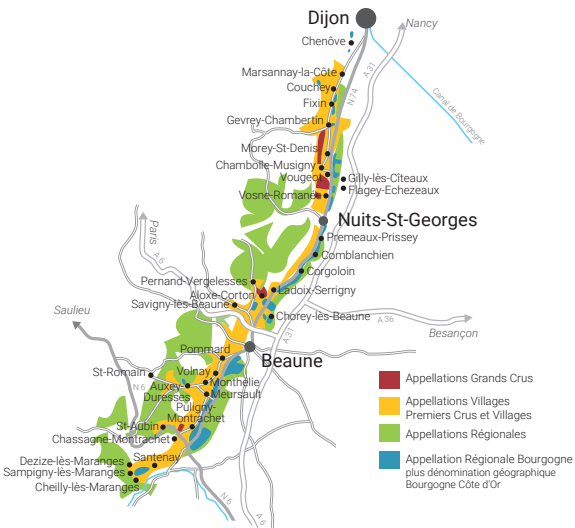 Dijon
Nancy
Chenôve
A 31
N74
Marsannay-la-Côte
Couchey
Fixin
Canal de Bourgogne
Gevrey-Chambertin
Morey-St-Denis
Chambolle-Musigny
Vougeot
Gilly-lès-Cîteaux
Flagey-Echezeaux
Vosne-Romanée
Nuits-St-Georges
Paris
A 6
Premeaux-Prissey
Comblanchien
Corgoloin
Pernand-Vergelesses
Aloxe-Corton
Ladoix-Serrigny
Savigny-lès-Beaune
Chorey-lès-Beaune
A 36
Besançon
Saulieu
A 31
Pommard
Beaune
St-Romain
Volnay
N 6
Auxey-
Duresses
Monthélie
Meursault
Puligny-
Montrachet
St-Aubin
Chassagne-Montrachet
Santenay
Dezize-lès-Maranges
Sampigny-lès-Maranges
Cheilly-lès-Maranges
N 6
A 6
Appellations Grands Crus
Appellations Villages
Premiers Crus et Villages
Appellations Régionales
Appellation Régionale Bourgogne
plus dénomination géographique
Bourgogne Côte d'Or